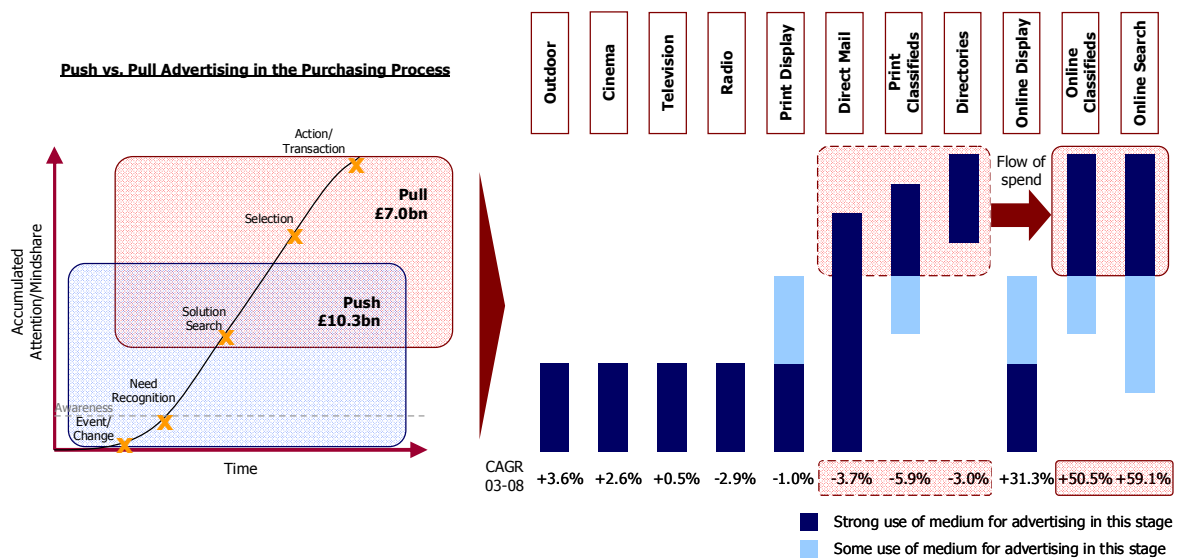 Push vs. Pull Advertising in the Purchasing Process
Outdoor
Cinema
Television
Radio
Print Display
Direct Mail
Print
Classifieds
Directories
Online Display
Online
Classifieds
Online Search
Accumulated
Attention/Mindshare
Action/
Transaction
Pull
£7.0bn
Selection
Push
£10.3bn
Solution
Search
Need
Recognition
Awareness
Event/
Change
Time
Flow of
spend
CAGR
03-08
+3.6% +2.6% +0.5% -2.9% -1.0% -3.7% -5.9% -3.0% +31.3% +50.5% +59.1%
Strong use of medium for advertising in this stage
Some use of medium for advertising in this stage